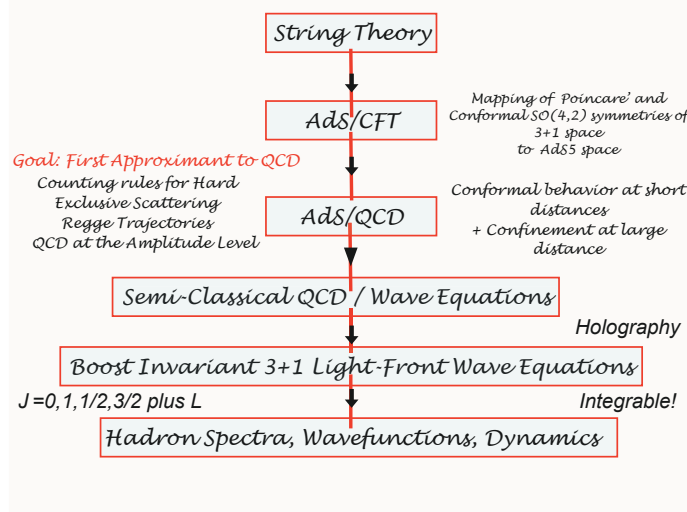 String Theory
AdS/CFT
Mapping of Poincare' and
Conformal SO(4,2) symmetries of
3+1 space
to AdS5 space
Goal: First Approximant to QCD
Counting rules for Hard
Exclusive Scattering
Regge Trajectories
QCD at the Amplitude Level
AdS/QCD
Conformal behavior at short
distances
+ Confinement at large
distance
Semi-Classical QCD / Wave Equations
Holography
Boost Invariant 3+1 Light-Front Wave Equations
J =0,1,1/2,3/2 plus L
Integrable!
Hadron Spectra, Wavefunctions, Dynamics